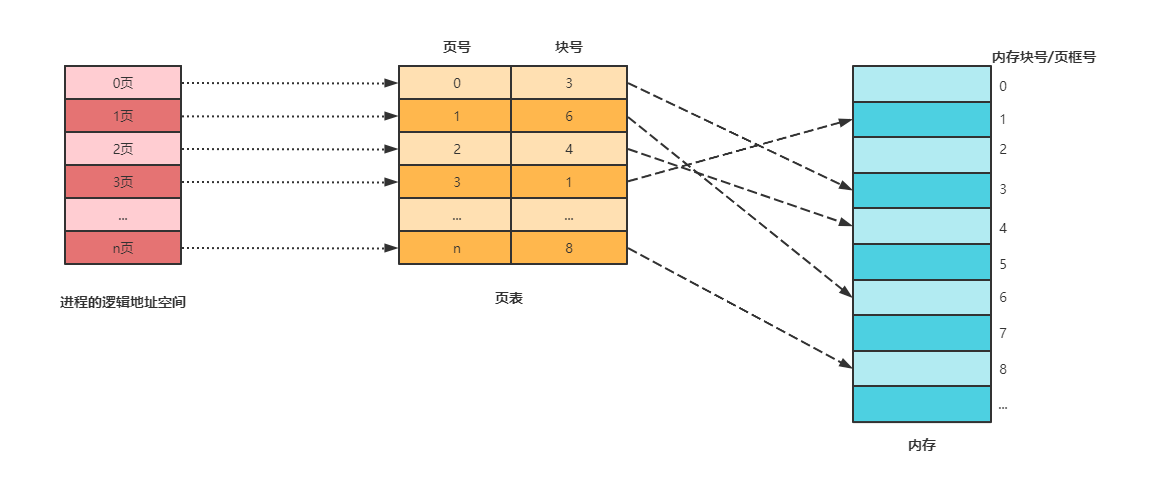 页号 块号
内存块号/页框号
0页 0 3 0
1页 1 6 1
2页 2 4 2
3页 3 1 3
... ... ... 4
n页 n 8 5
6
7
8
...
进程的逻辑地址空间 页表
内存